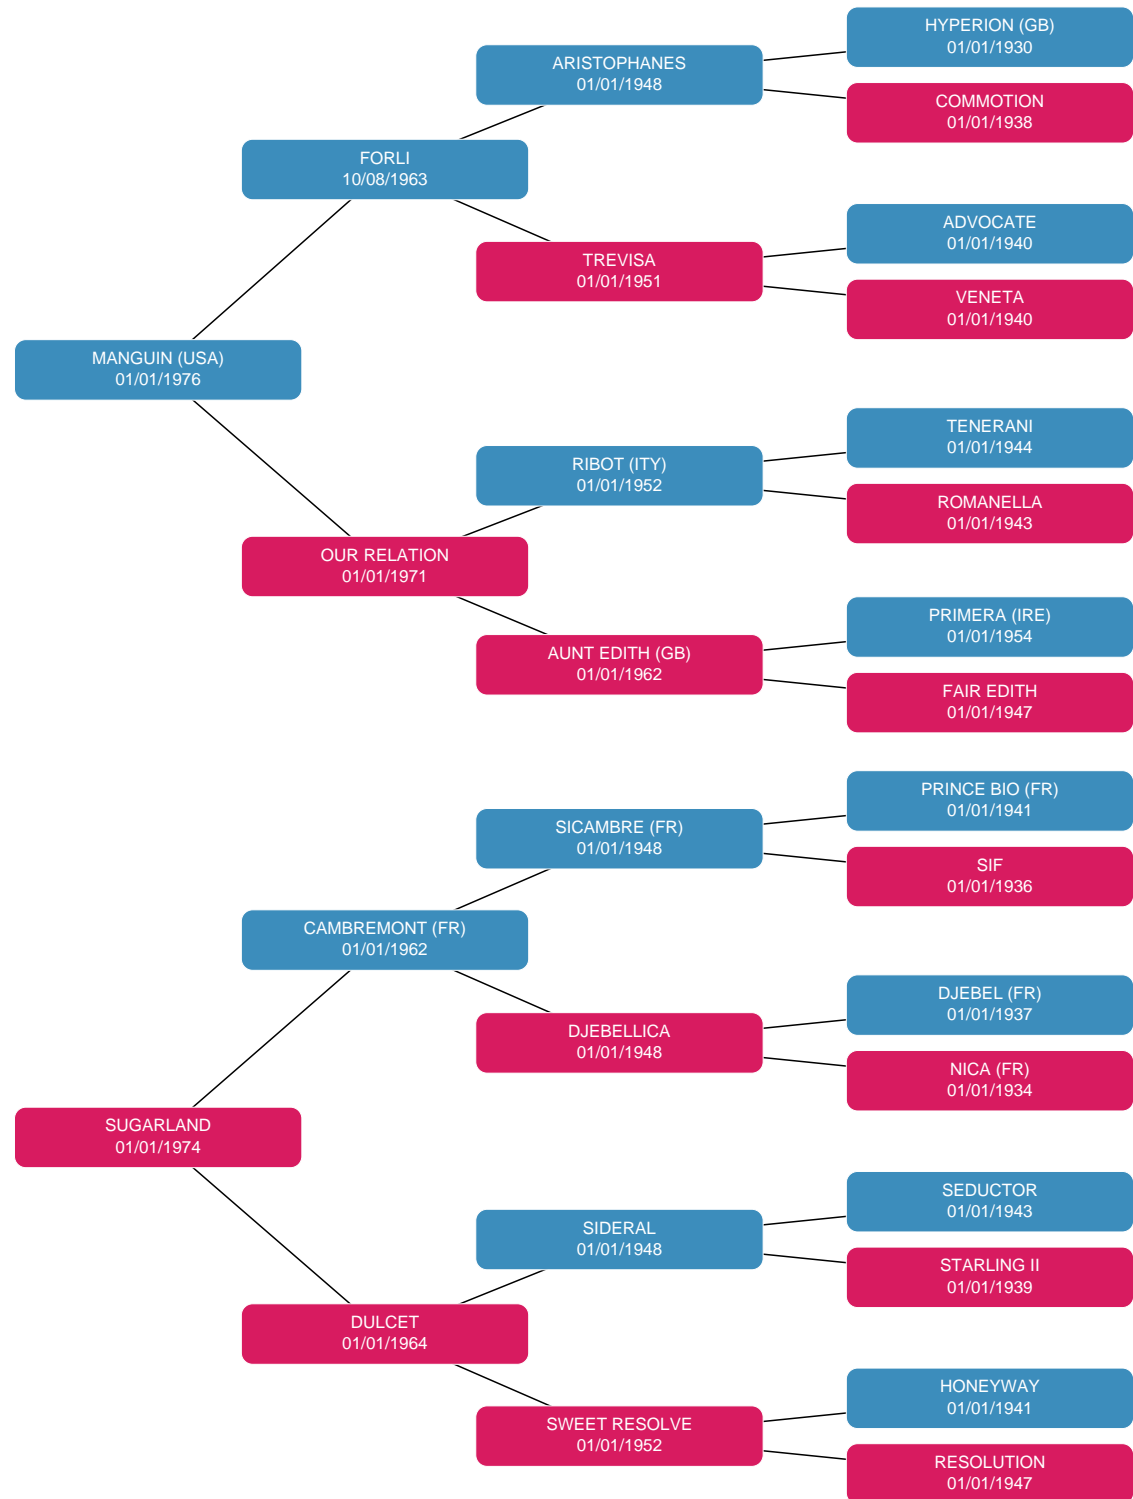 HYPERION (GB)
01/01/1930
ARISTOPHANES
01/01/1948
COMMOTION
01/01/1938
FORLI
10/08/1963
ADVOCATE
01/01/1940
TREVISA
01/01/1951
VENETA
01/01/1940
MANGUIN (USA)
01/01/1976
TENERANI
01/01/1944
RIBOT (ITY)
01/01/1952
ROMANELLA
01/01/1943
OUR RELATION
01/01/1971
PRIMERA (IRE)
01/01/1954
AUNT EDITH (GB)
01/01/1962
FAIR EDITH
01/01/1947
PRINCE BIO (FR)
01/01/1941
SICAMBRE (FR)
01/01/1948
SIF
01/01/1936
CAMBREMONT (FR)
01/01/1962
DJEBEL (FR)
01/01/1937
DJEBELLICA
01/01/1948
NICA (FR)
01/01/1934
SUGARLAND
01/01/1974
SEDUCTOR
01/01/1943
SIDERAL
01/01/1948
STARLING II
01/01/1939
DULCET
01/01/1964
HONEYWAY
01/01/1941
SWEET RESOLVE
01/01/1952
RESOLUTION
01/01/1947